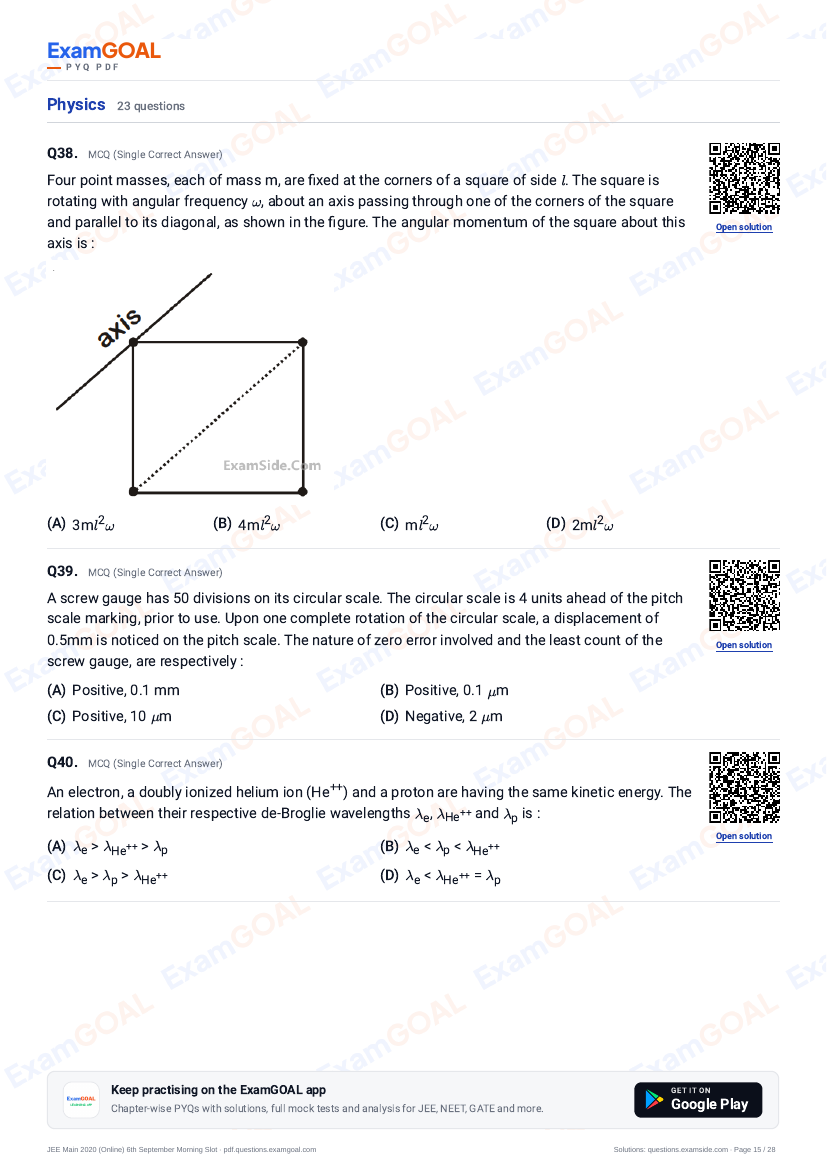 ExamGOAL
PYQ PDF
Physics 23 questions
Q38. MCQ (Single Correct Answer)
Four point masses, each of mass m, are fixed at the corners of a square of side l. The square is
rotating with angular frequency ω, about an axis passing through one of the corners of the square
and parallel to its diagonal, as shown in the figure. The angular momentum of the square about this
axis is :
Open solution
axis
ExamSide.Com
(A) 3ml²ω (B) 4ml²ω (C) ml²ω (D) 2ml²ω
Q39. MCQ (Single Correct Answer)
A screw gauge has 50 divisions on its circular scale. The circular scale is 4 units ahead of the pitch
scale marking, prior to use. Upon one complete rotation of the circular scale, a displacement of
0.5mm is noticed on the pitch scale. The nature of zero error involved and the least count of the
screw gauge, are respectively :
Open solution
(A) Positive, 0.1 mm (B) Positive, 0.1 μm
(C) Positive, 10 μm (D) Negative, 2 μm
Q40. MCQ (Single Correct Answer)
An electron, a doubly ionized helium ion (He⁺⁺) and a proton are having the same kinetic energy. The
relation between their respective de-Broglie wavelengths λe, λHe⁺⁺ and λp is :
Open solution
(A) λe > λHe⁺⁺ > λp (B) λe < λp < λHe⁺⁺
(C) λe > λp > λHe⁺⁺ (D) λe < λHe⁺⁺ = λp
Keep practising on the ExamGOAL app
Chapter-wise PYQs with solutions, full mock tests and analysis for JEE, NEET, GATE and more.
GET IT ON
Google Play
JEE Main 2020 (Online) 6th September Morning Slot · pdf.questions.examgoal.com Solutions: questions.examside.com · Page 15 / 28